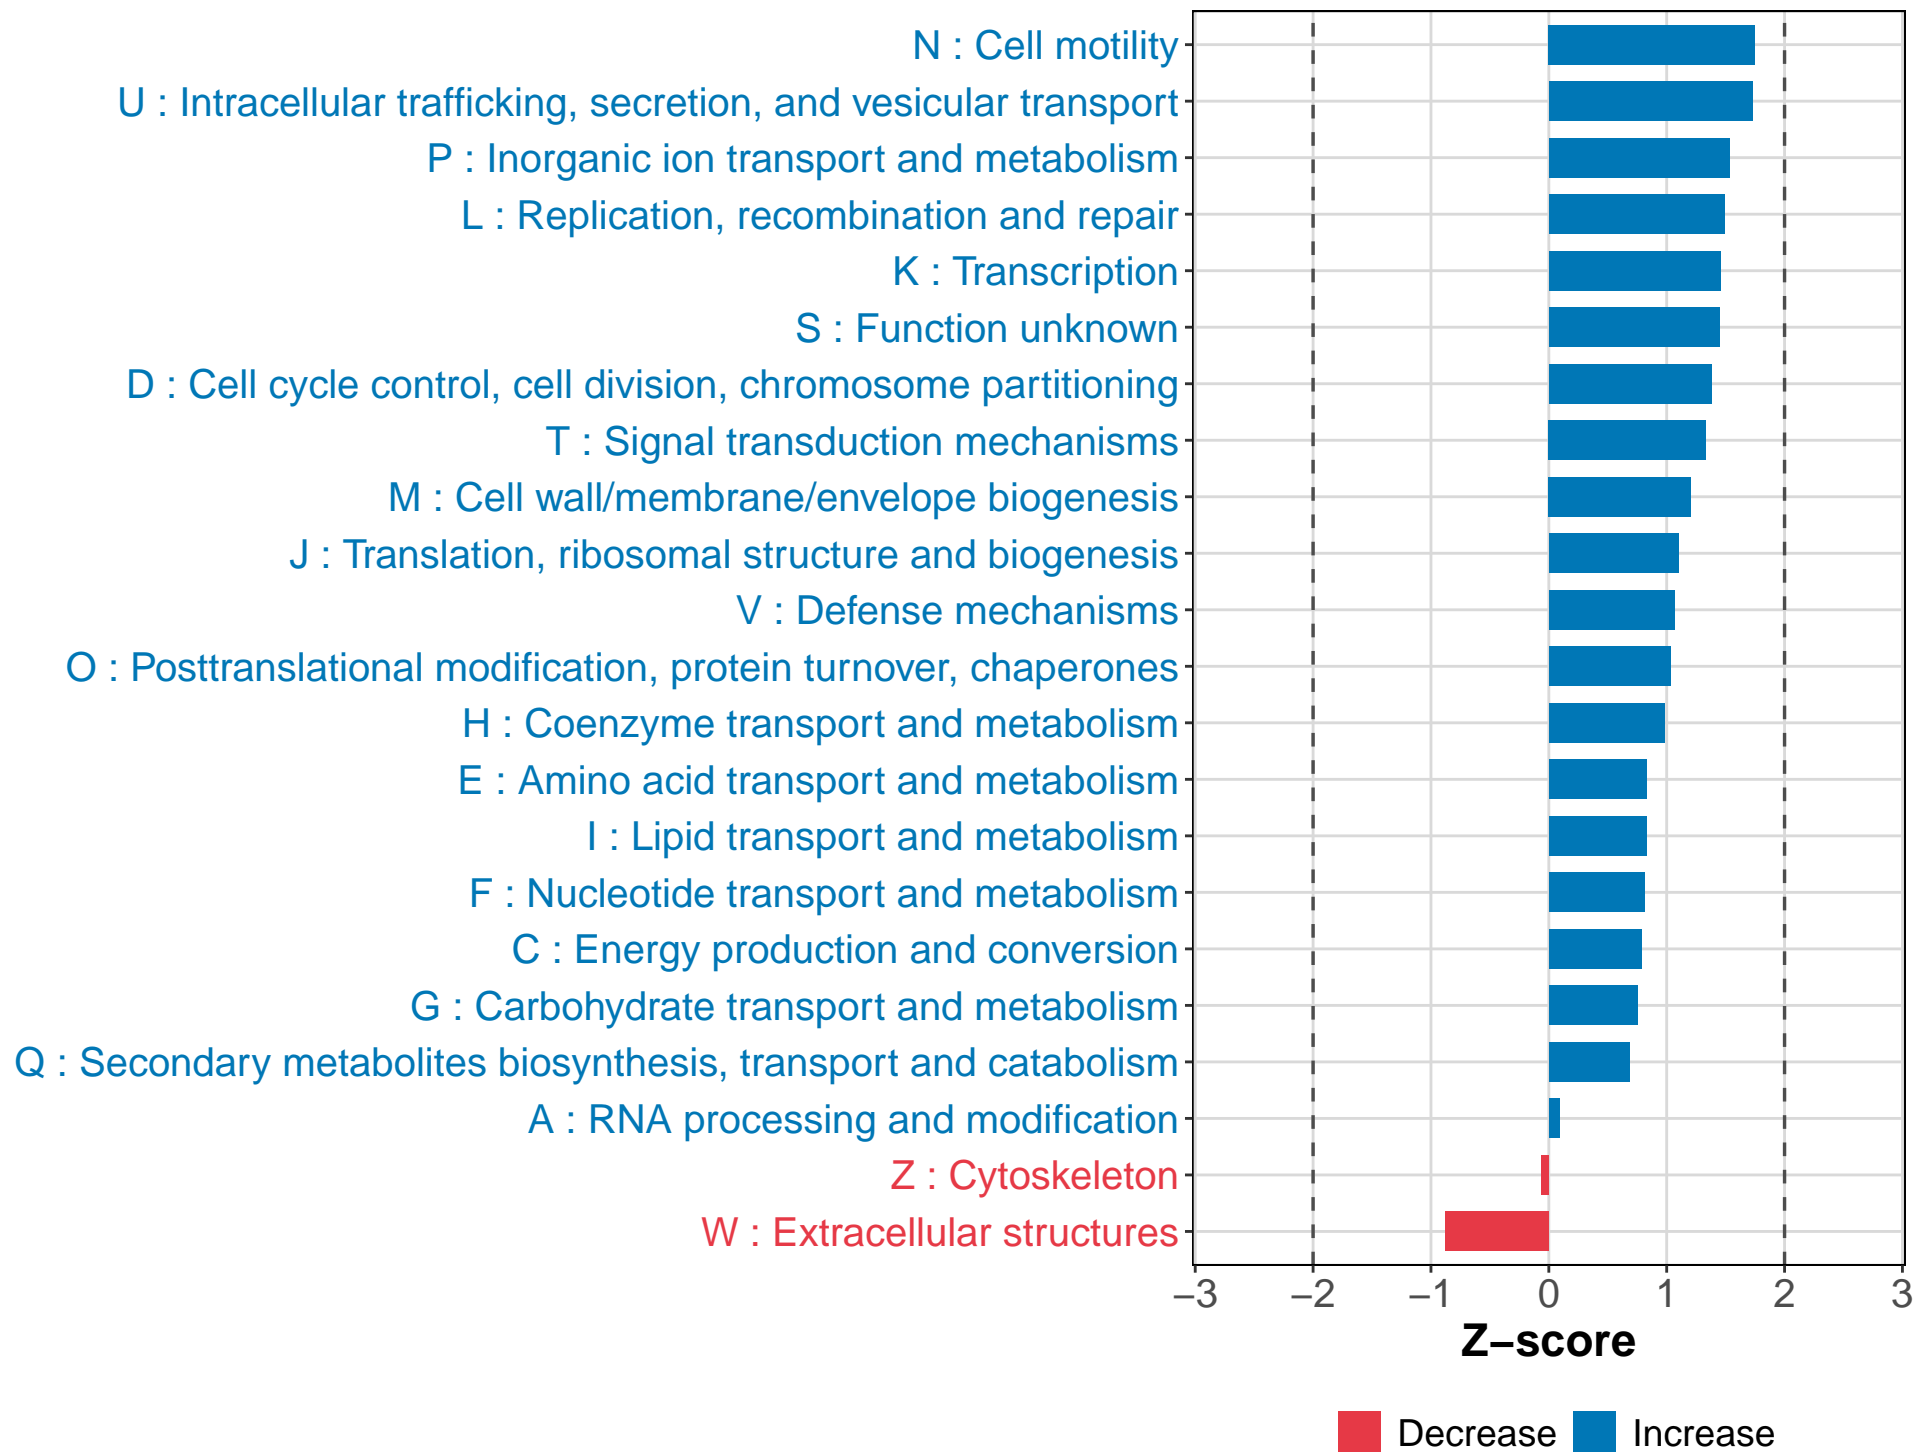 N : Cell motility
U : Intracellular trafficking, secretion, and vesicular transport
P : Inorganic ion transport and metabolism
L : Replication, recombination and repair
K : Transcription
S : Function unknown
D : Cell cycle control, cell division, chromosome partitioning
T : Signal transduction mechanisms
M : Cell wall/membrane/envelope biogenesis
J : Translation, ribosomal structure and biogenesis
V : Defense mechanisms
O : Posttranslational modification, protein turnover, chaperones
H : Coenzyme transport and metabolism
E : Amino acid transport and metabolism
I : Lipid transport and metabolism
F : Nucleotide transport and metabolism
C : Energy production and conversion
G : Carbohydrate transport and metabolism
Q : Secondary metabolites biosynthesis, transport and catabolism
A : RNA processing and modification
Z : Cytoskeleton
W : Extracellular structures
−3 −2 −1 0 1 2 3
Z−score
Decrease Increase